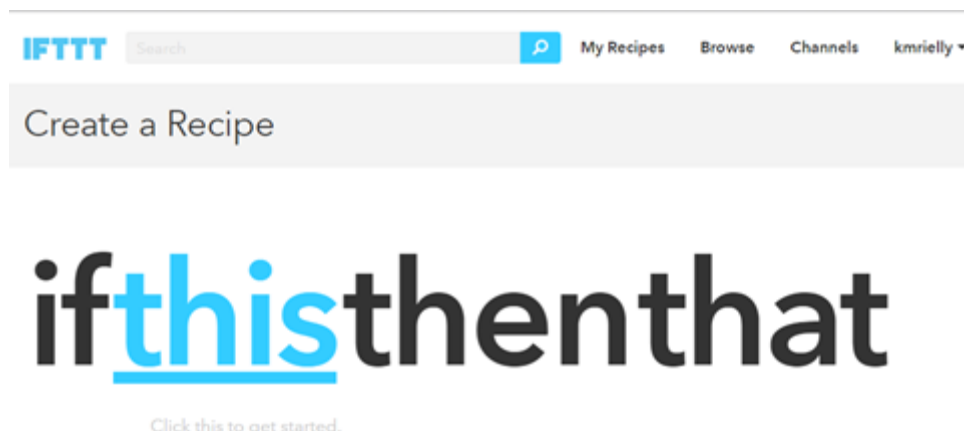 IFTTT Search My Recipes Browse Channels kmrielly
Create a Recipe
ifthisthenthat
Click this to get started.